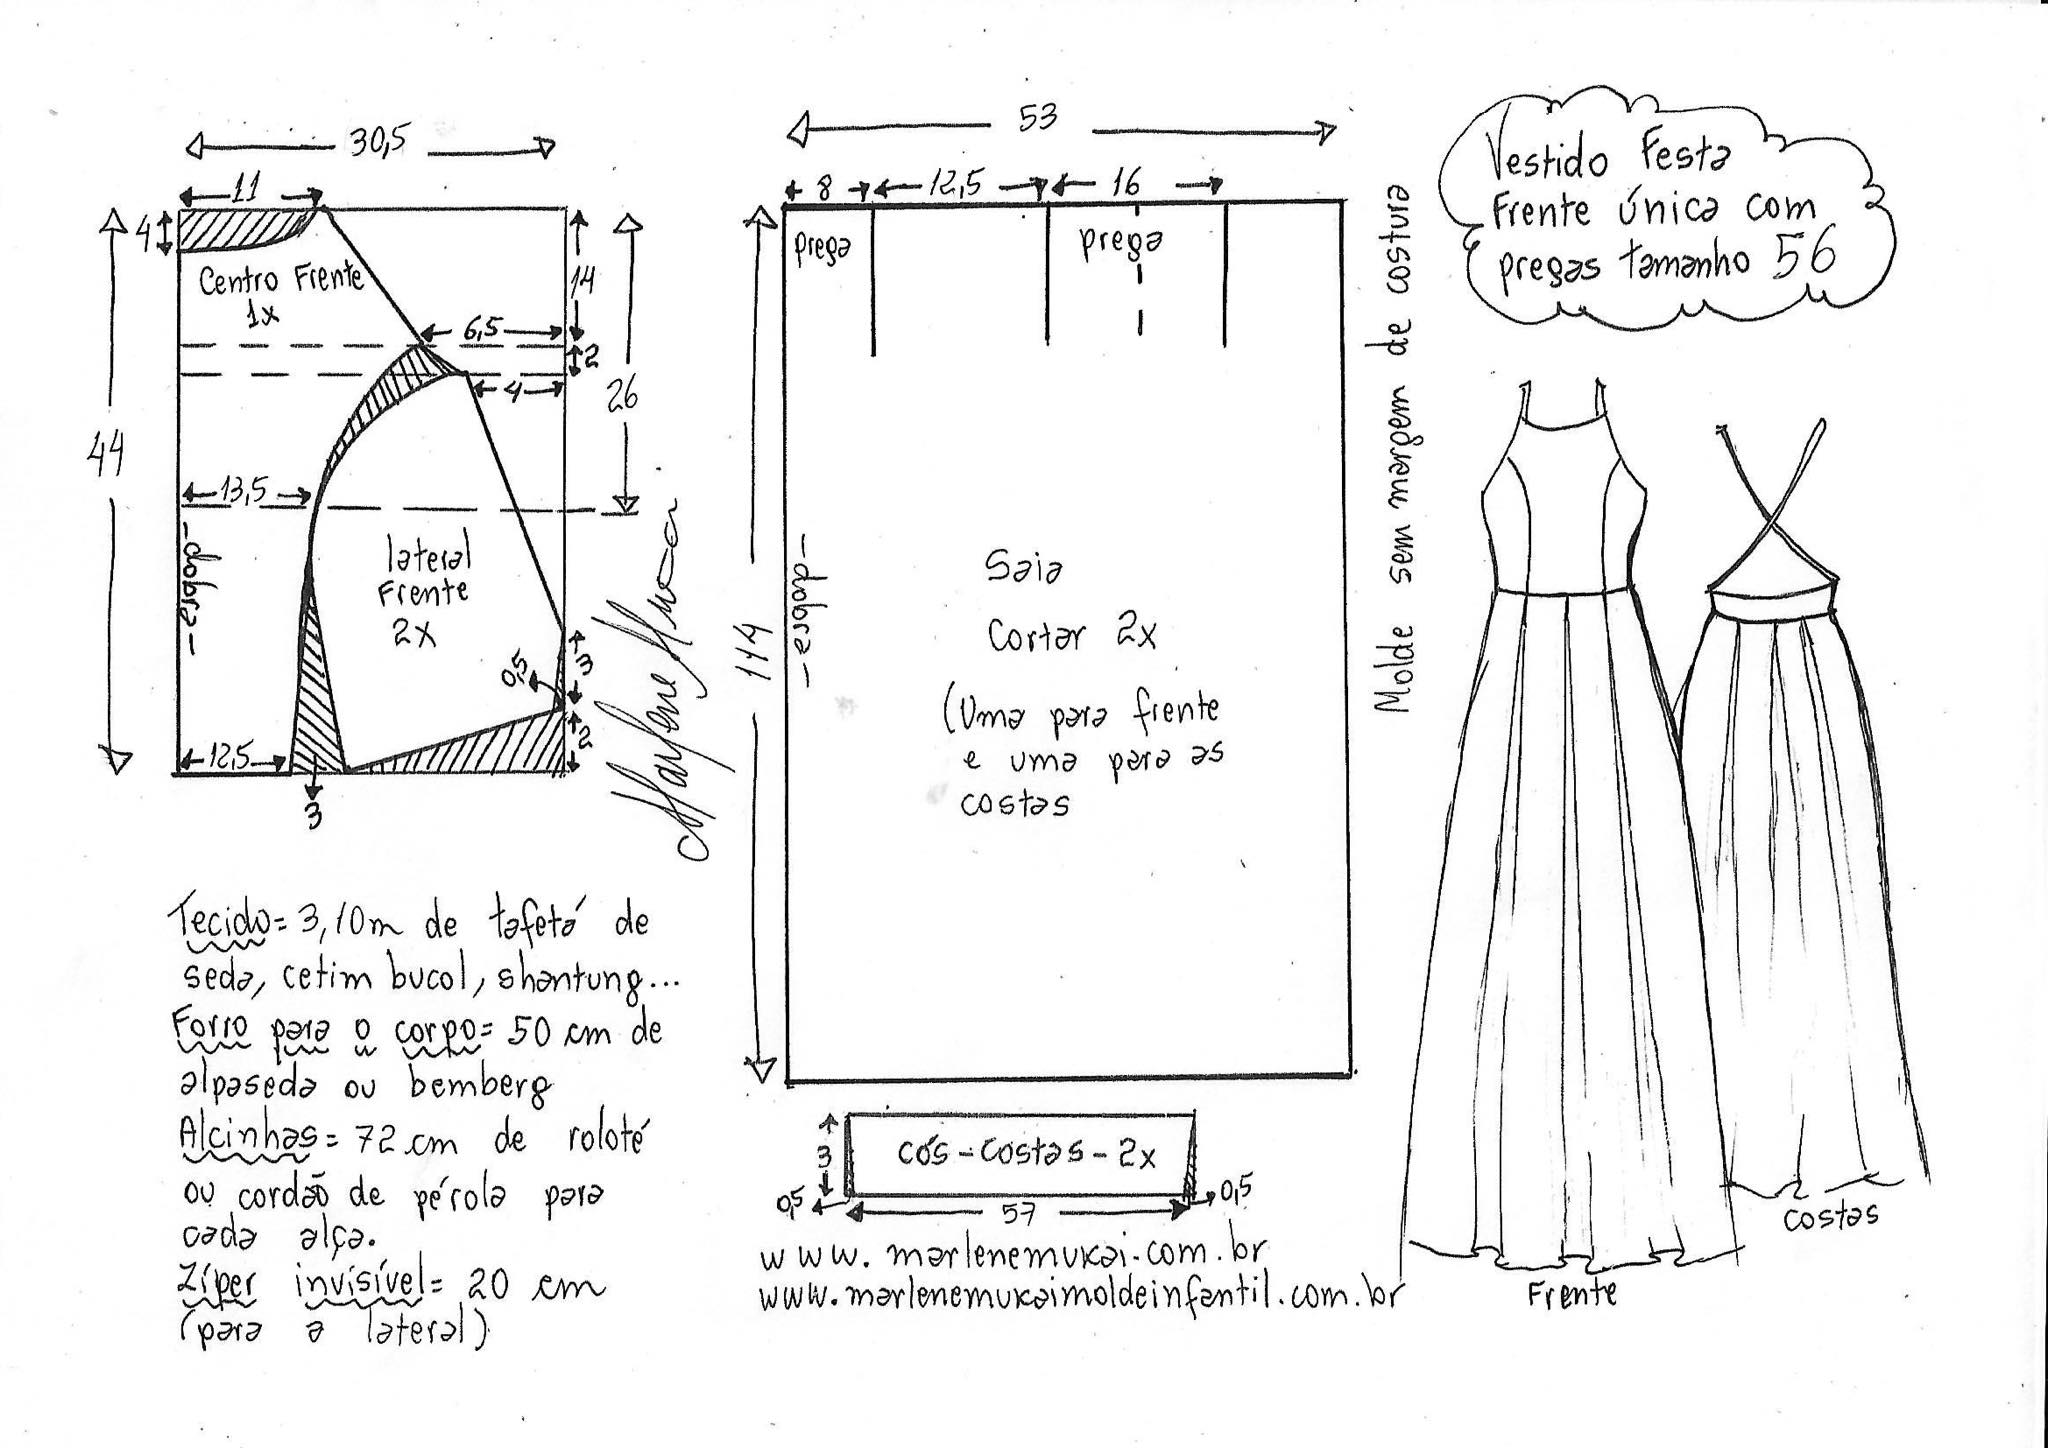 30,5
11
4
Centro Frente
1x
14
6,5
2
4
26
44
13,5
-dobra-
lateral
Frente
2x
0,5
3
2
12,5
3
Marlene Mukai
53
8
12,5
16
prega
prega
114
-dobra-
Saia
Cortar 2x
(Uma para frente
e uma para as
costas
Molde sem margem de costura
Vestido Festa
Frente única com
pregas tamanho 56
Tecido= 3,10m de tafetá de
seda, cetim bucol, shantung...
Forro para o corpo= 50 cm de
alpaseda ou bemberg
Alcinhas= 72 cm de roloté
ou cordão de pérola para
cada alça.
Zíper invisível= 20 cm
(para a lateral)
3
cós-costas-2x
0,5
57
0,5
www.marlenemukai.com.br
www.marlenemukaimoldeinfantil.com.br
Frente
costas